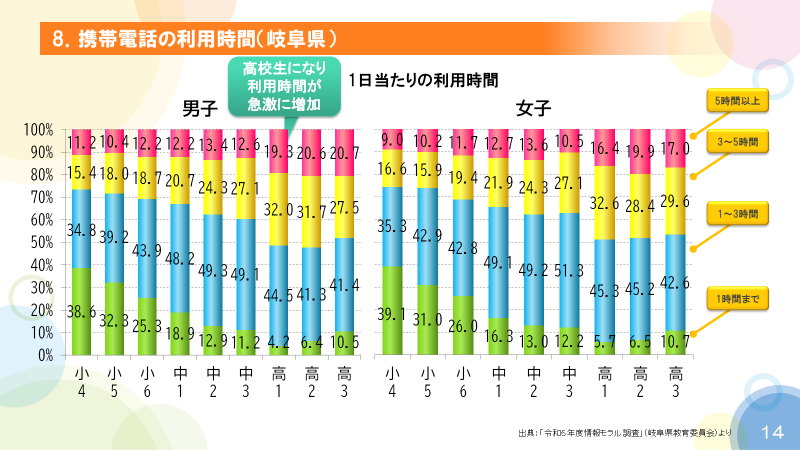 8．携帯電話の利用時間（岐阜県）
高校生になり
利用時間が
急激に増加
1日当たりの利用時間
男子
女子
5時間以上
3～5時間
1～3時間
1時間まで
100%
90%
80%
70%
60%
50%
40%
30%
20%
10%
0%
11.2 10.4 12.2 12.2 13.4 12.6 19.3 20.6 20.7
15.4 18.0 18.7 20.7 24.3 27.1 32.0 31.7 27.5
34.8 39.2 43.9 48.2 49.3 49.1 44.5 41.3 41.4
38.6 32.3 25.3 18.9 12.9 11.2 4.2 6.4 10.5
小4 小5 小6 中1 中2 中3 高1 高2 高3
9.0 10.2 11.7 12.7 13.6 10.5 16.4 19.9 17.0
16.6 15.9 19.4 21.9 24.3 27.1 32.6 28.4 29.6
35.3 42.9 42.8 49.1 49.2 51.3 45.3 45.2 42.6
39.1 31.0 26.0 16.3 13.0 12.2 5.7 6.5 10.7
小4 小5 小6 中1 中2 中3 高1 高2 高3
出典：「令和5年度情報モラル調査」（岐阜県教育委員会）より
14